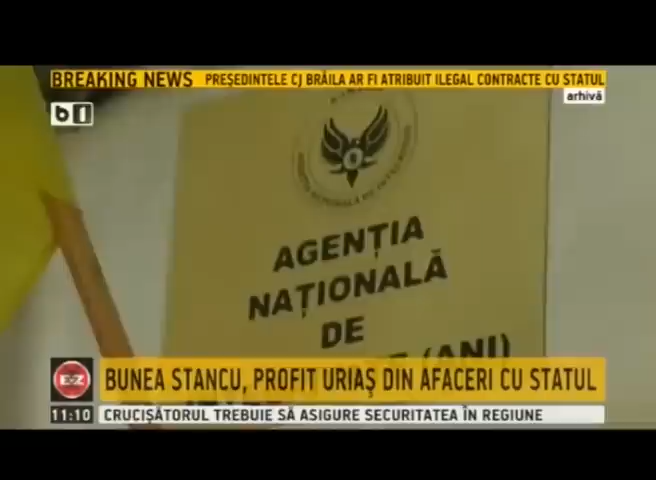 BREAKING NEWS PREȘEDINTELE CJ BRĂILA AR FI ATRIBUIT ILEGAL CONTRACTE CU STATUL
b1
arhivă
AGENȚIA
NAȚIONALĂ
DE
(ANI)
EZ
BUNEA STANCU, PROFIT URIAȘ DIN AFACERI CU STATUL
11:10 CRUCIȘĂTORUL TREBUIE SĂ ASIGURE SECURITATEA ÎN REGIUNE